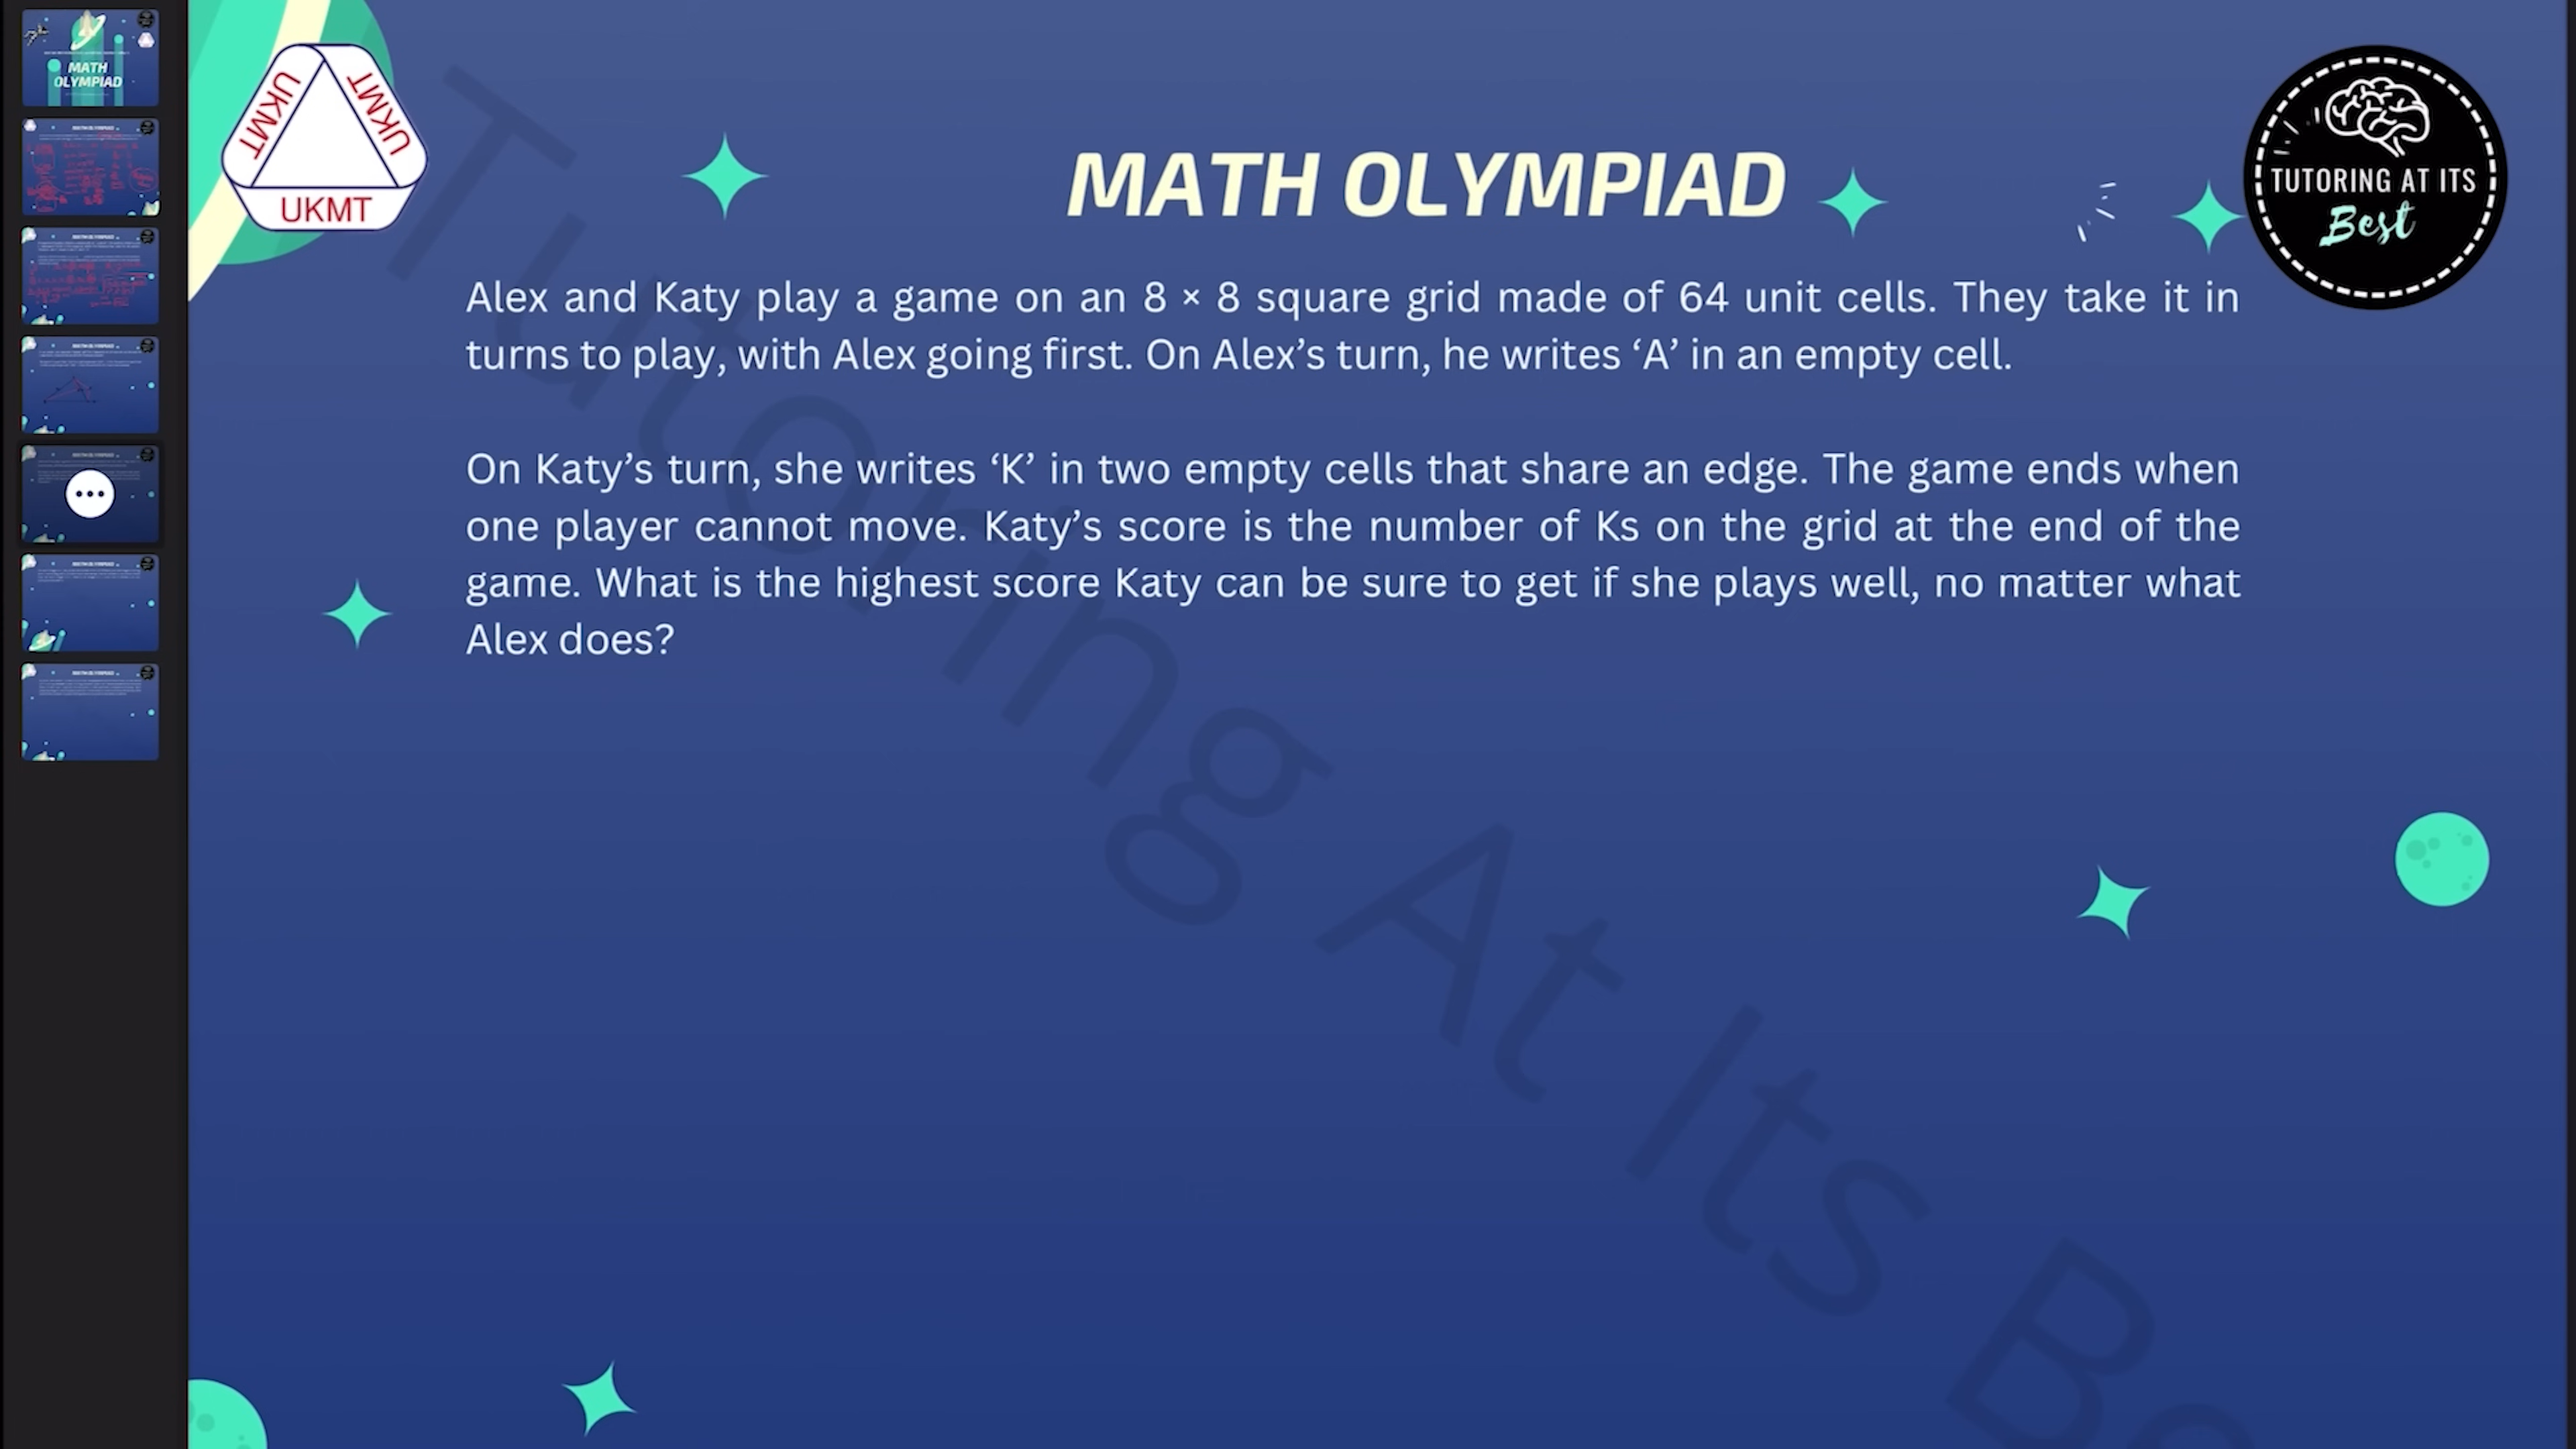 MATH
OLYMPIAD
UKMT
UKMT
UKMT
MATH OLYMPIAD
TUTORING AT ITS
Best
Alex and Katy play a game on an 8 × 8 square grid made of 64 unit cells. They take it in
turns to play, with Alex going first. On Alex’s turn, he writes ‘A’ in an empty cell.
On Katy’s turn, she writes ‘K’ in two empty cells that share an edge. The game ends when
one player cannot move. Katy’s score is the number of Ks on the grid at the end of the
game. What is the highest score Katy can be sure to get if she plays well, no matter what
Alex does?
Tutoring At Its Be